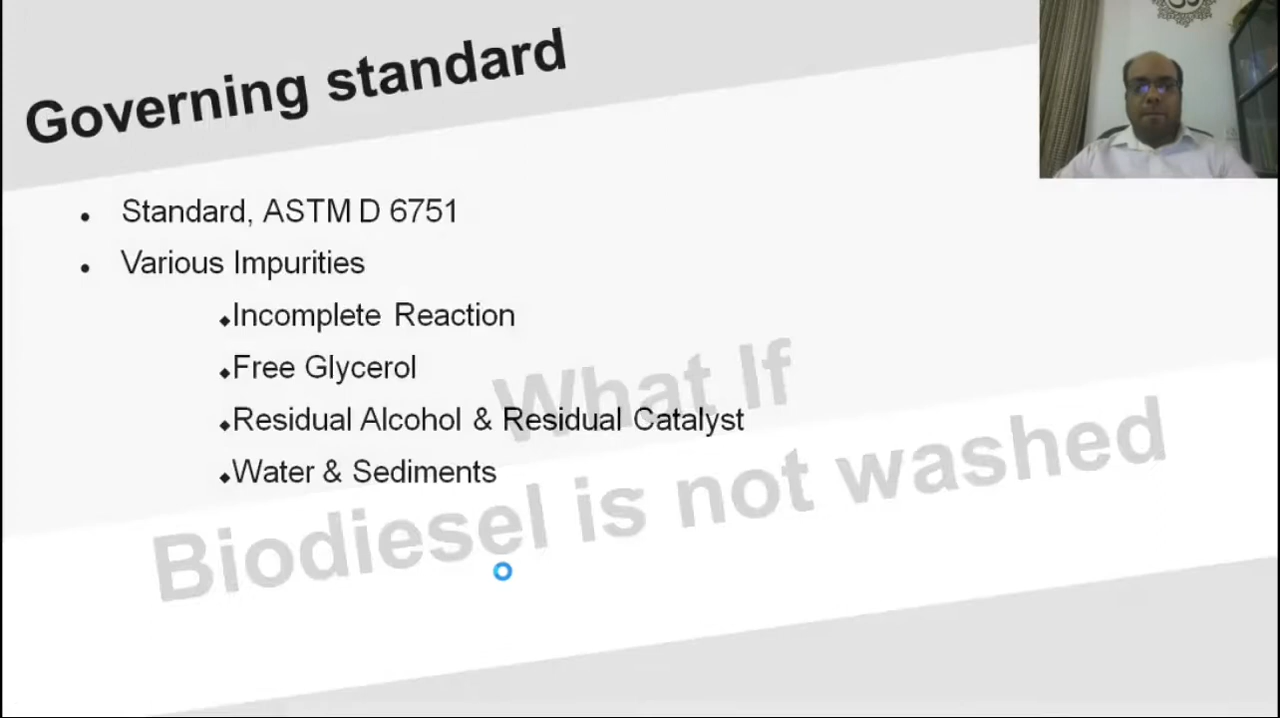 Governing standard
• Standard, ASTM D 6751
• Various Impurities
◆Incomplete Reaction
◆Free Glycerol
◆Residual Alcohol & Residual Catalyst
◆Water & Sediments
What If
Biodiesel is not washed